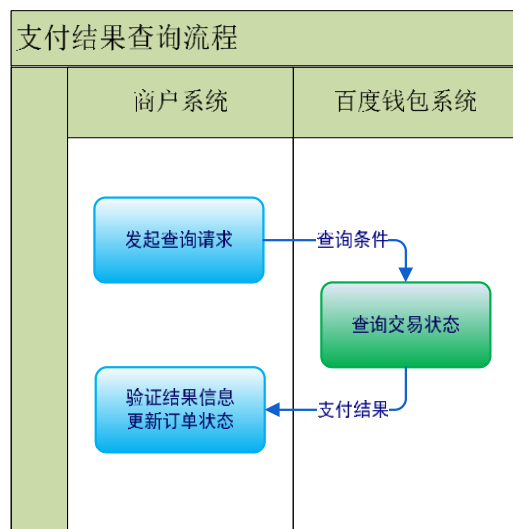 支付结果查询流程
商户系统
百度钱包系统
发起查询请求
查询条件
查询交易状态
验证结果信息
更新订单状态
支付结果